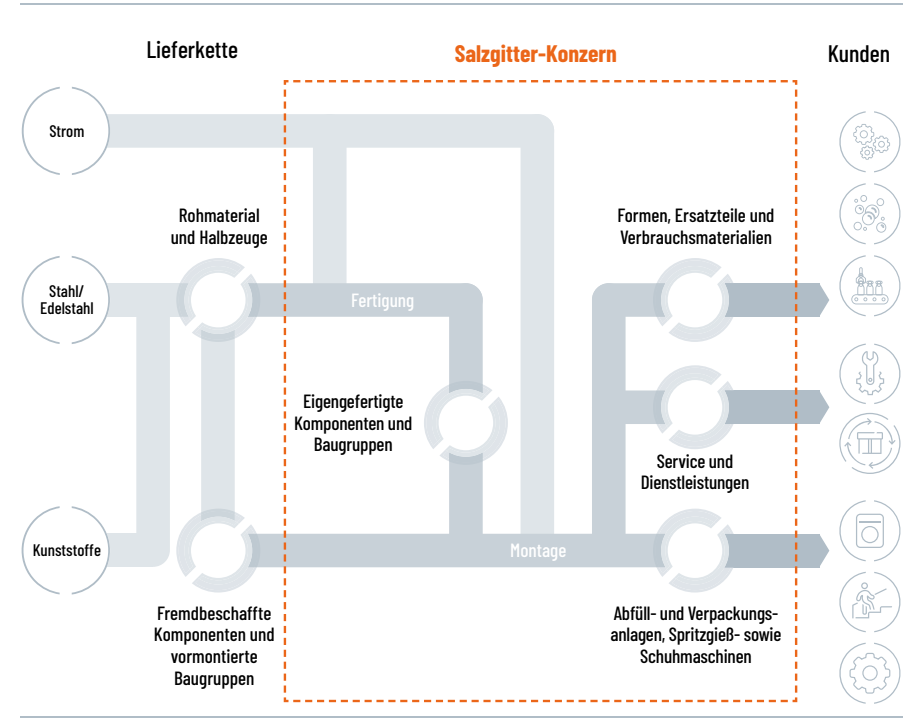 Lieferkette
Salzgitter-Konzern
Kunden
Strom
Rohmaterial
und Halbzeuge
Formen, Ersatzteile und
Verbrauchsmaterialien
Stahl/
Edelstahl
Fertigung
Eigengefertigte
Komponenten und
Baugruppen
Service und
Dienstleistungen
Kunststoffe
Montage
Fremdbeschaffte
Komponenten und
vormontierte
Baugruppen
Abfüll- und Verpackungs-
anlagen, Spritzgieß- sowie
Schuhmaschinen